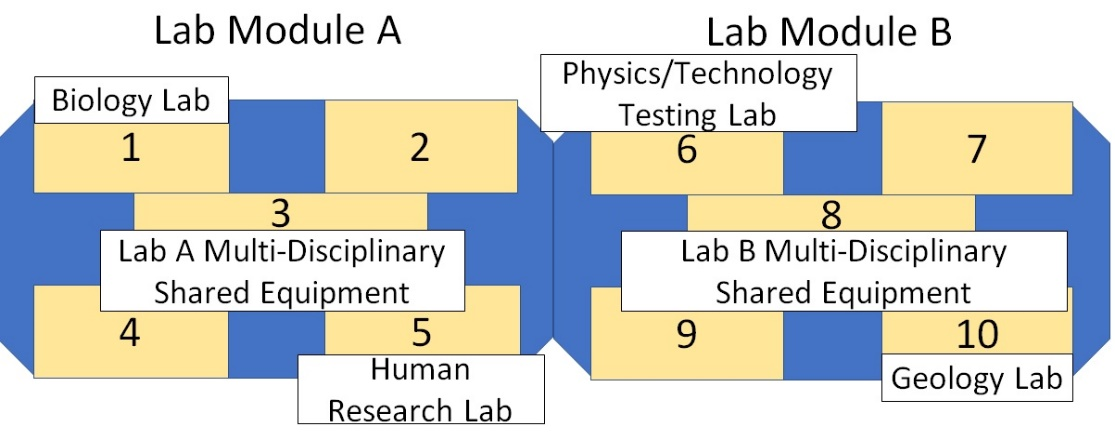 Lab Module A
Lab Module B
Biology Lab
Physics/Technology
Testing Lab
1
2
6
7
3
8
Lab A Multi-Disciplinary
Shared Equipment
Lab B Multi-Disciplinary
Shared Equipment
4
5
9
10
Human
Research Lab
Geology Lab